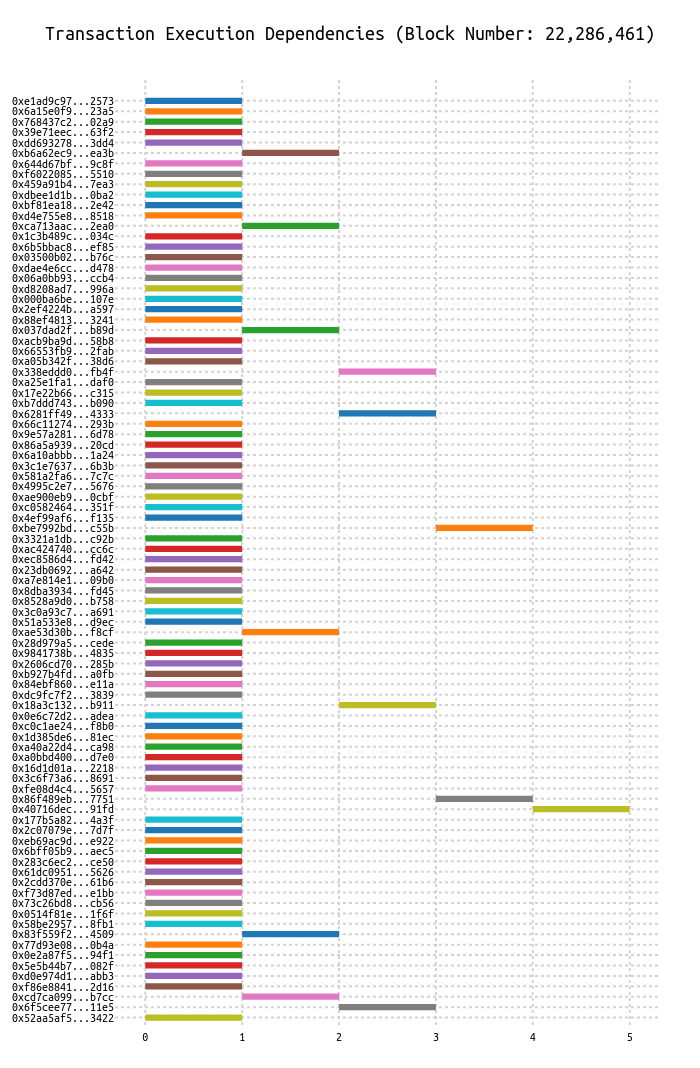 Transaction Execution Dependencies (Block Number: 22,286,461)
0xe1ad9c97...2573
0x6a15e0f9...23a5
0x768437c2...02a9
0x39e71eec...63f2
0xdd693278...3dd4
0xb6a62ec9...ea3b
0x644d67bf...9c8f
0xf6022085...5510
0x459a91b4...7ea3
0xdbee1d1b...0ba2
0xbf81ea18...2e42
0xd4e755e8...8518
0xca713aac...2ea0
0x1c3b489c...034c
0x6b5bbac8...ef85
0x03500b02...b76c
0xdae4e6cc...d478
0x06a0bb93...ccb4
0xd8208ad7...996a
0x000ba6be...107e
0x2ef4224b...a597
0x88ef4813...3241
0x037dad2f...b89d
0xacb9ba9d...58b8
0x66553fb9...2fab
0xa05b342f...38d6
0x338eddd0...fb4f
0xa25e1fa1...daf0
0x17e22b66...c315
0xb7ddd743...b090
0x6281ff49...4333
0x66c11274...293b
0x9e57a281...6d78
0x86a5a939...20cd
0x6a10abbb...1a24
0x3c1e7637...6b3b
0x581a2fa6...7c7c
0x4995c2e7...5676
0xae900eb9...0cbf
0xc0582464...351f
0x4ef99af6...f135
0xbe7992bd...c55b
0x3321a1db...c92b
0xac424740...cc6c
0xec8586d4...fd42
0x23db0692...a642
0xa7e814e1...09b0
0x8dba3934...fd45
0x8528a9d0...b758
0x3c0a93c7...a691
0x51a533e8...d9ec
0xae53d30b...f8cf
0x28d979a5...cede
0x9841738b...4835
0x2606cd70...285b
0xb927b4fd...a0fb
0x84ebf860...e11a
0xdc9fc7f2...3839
0x18a3c132...b911
0x0e6c72d2...adea
0xc0c1ae24...f8b0
0x1d385de6...81ec
0xa40a22d4...ca98
0xa0bbd400...d7e0
0x16d1d01a...2218
0x3c6f73a6...8691
0xfe08d4c4...5657
0x86f489eb...7751
0x40716dec...91fd
0x177b5a82...4a3f
0x2c07079e...7d7f
0xeb69ac9d...e922
0x6bff05b9...aec5
0x283c6ec2...ce50
0x61dc0951...5626
0x2cdd370e...61b6
0xf73d87ed...e1bb
0x73c26bd8...cb56
0x0514f81e...1f6f
0x58be2957...8fb1
0x83f559f2...4509
0x77d93e08...0b4a
0x0e2a87f5...94f1
0x5e5b44b7...082f
0xd0e974d1...abb3
0xf86e8841...2d16
0xcd7ca099...b7cc
0x6f5cee77...11e5
0x52aa5af5...3422
0 1 2 3 4 5